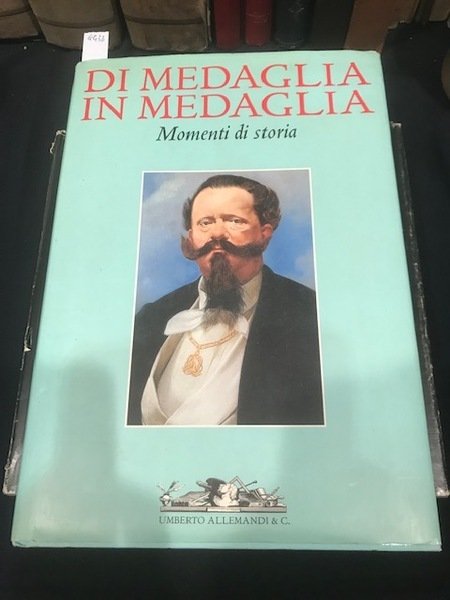 DI MEDAGLIA
IN MEDAGLIA
Momenti di storia
UMBERTO ALLEMANDI & C.